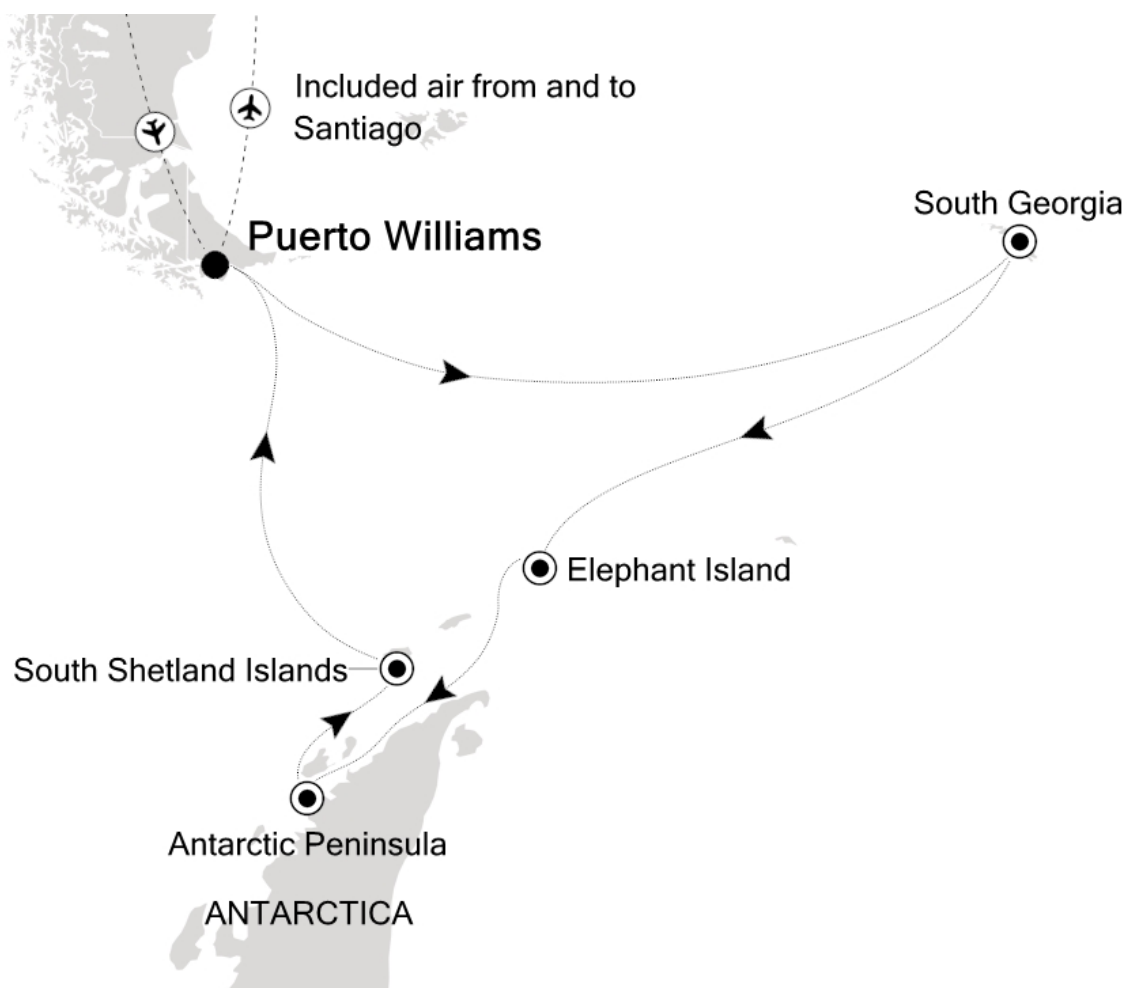 Included air from and to
Santiago
South Georgia
Puerto Williams
Elephant Island
South Shetland Islands
Antarctic Peninsula
ANTARCTICA